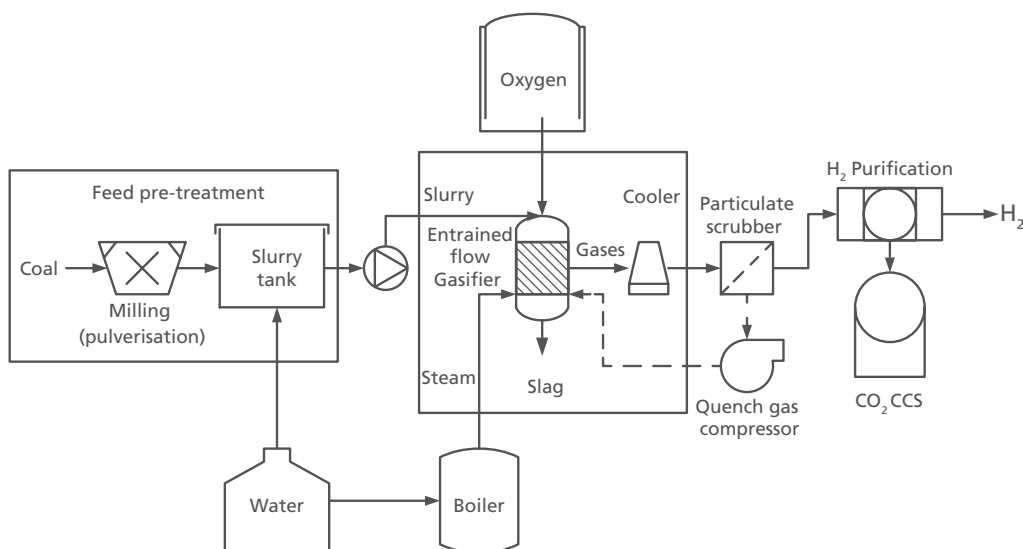 Oxygen
Feed pre-treatment
Coal
Milling
(pulverisation)
Slurry
tank
Slurry
Entrained
flow
Gasifier
Gases
Cooler
Particulate
scrubber
H₂ Purification
H₂
Steam
Slag
Quench gas
compressor
CO₂ CCS
Water
Boiler